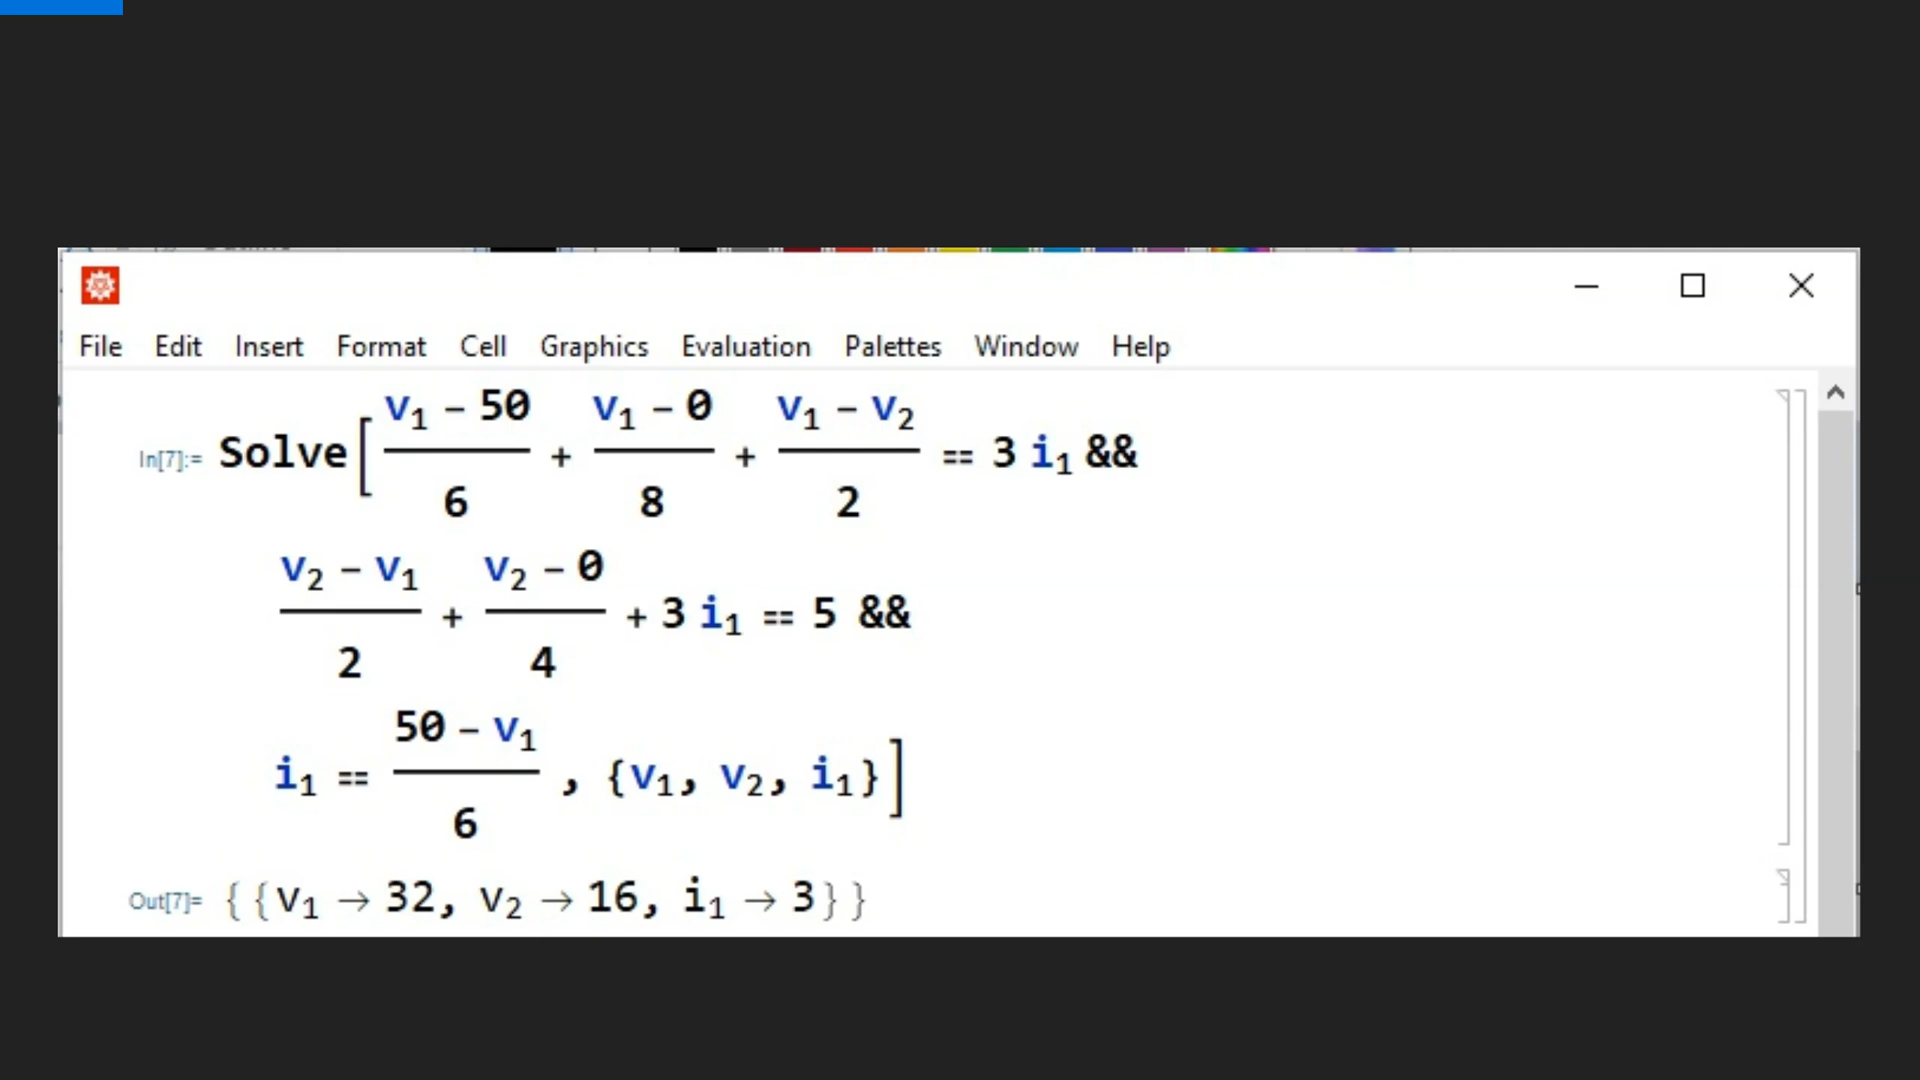 File Edit Insert Format Cell Graphics Evaluation Palettes Window Help
In[7]:= Solve[(v₁ - 50)/6 + (v₁ - 0)/8 + (v₁ - v₂)/2 == 3 i₁ &&
(v₂ - v₁)/2 + (v₂ - 0)/4 + 3 i₁ == 5 &&
i₁ == (50 - v₁)/6 , {v₁, v₂, i₁}]
Out[7]= {{v₁ → 32, v₂ → 16, i₁ → 3}}